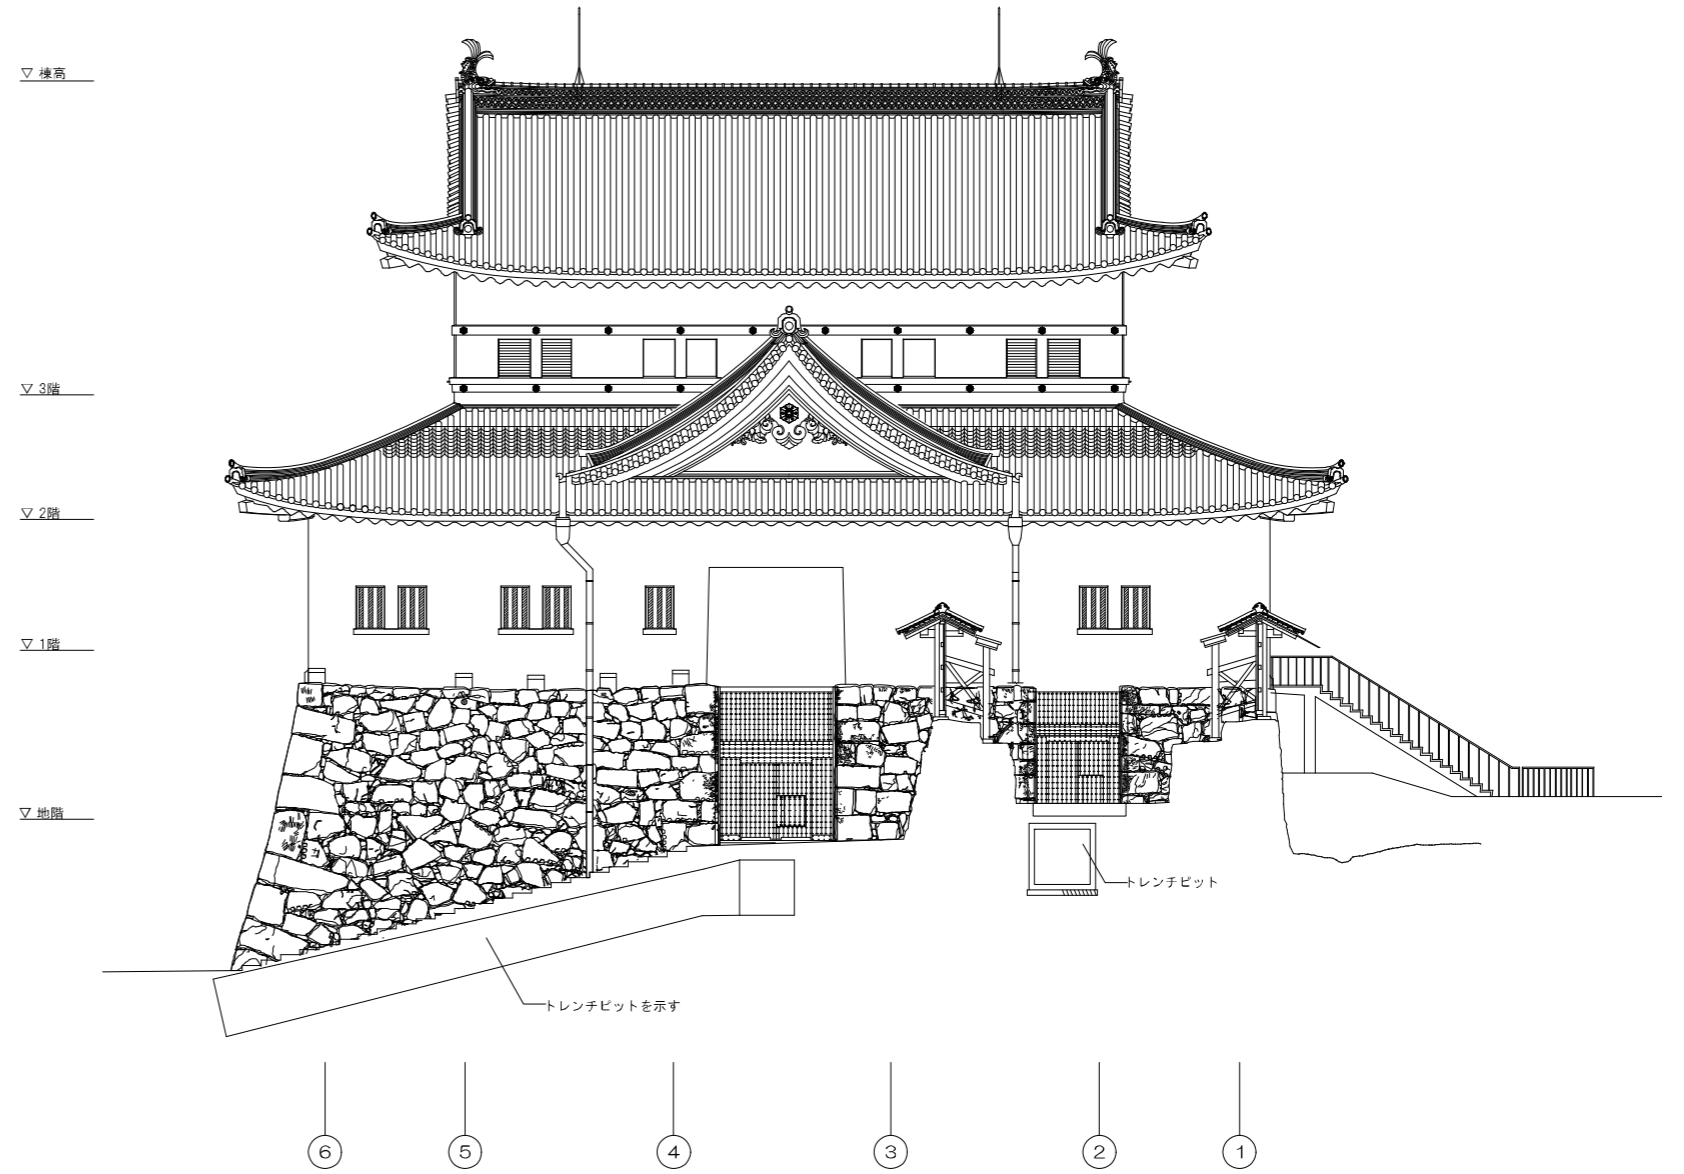 ▽ 棟高
▽ 3階
▽ 2階
▽ 1階
▽ 地階
トレンチピット
トレンチピットを示す
6 5 4 3 2 1